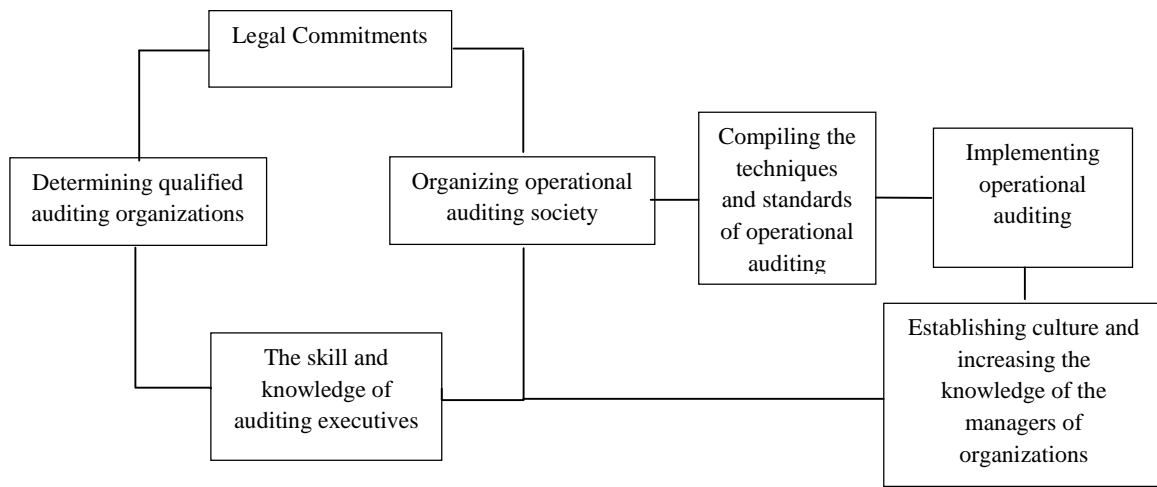 Legal Commitments
Determining qualified
auditing organizations
Organizing operational
auditing society
Compiling the
techniques
and standards
of operational
auditing
Implementing
operational
auditing
The skill and
knowledge of
auditing executives
Establishing culture and
increasing the
knowledge of the
managers of
organizations